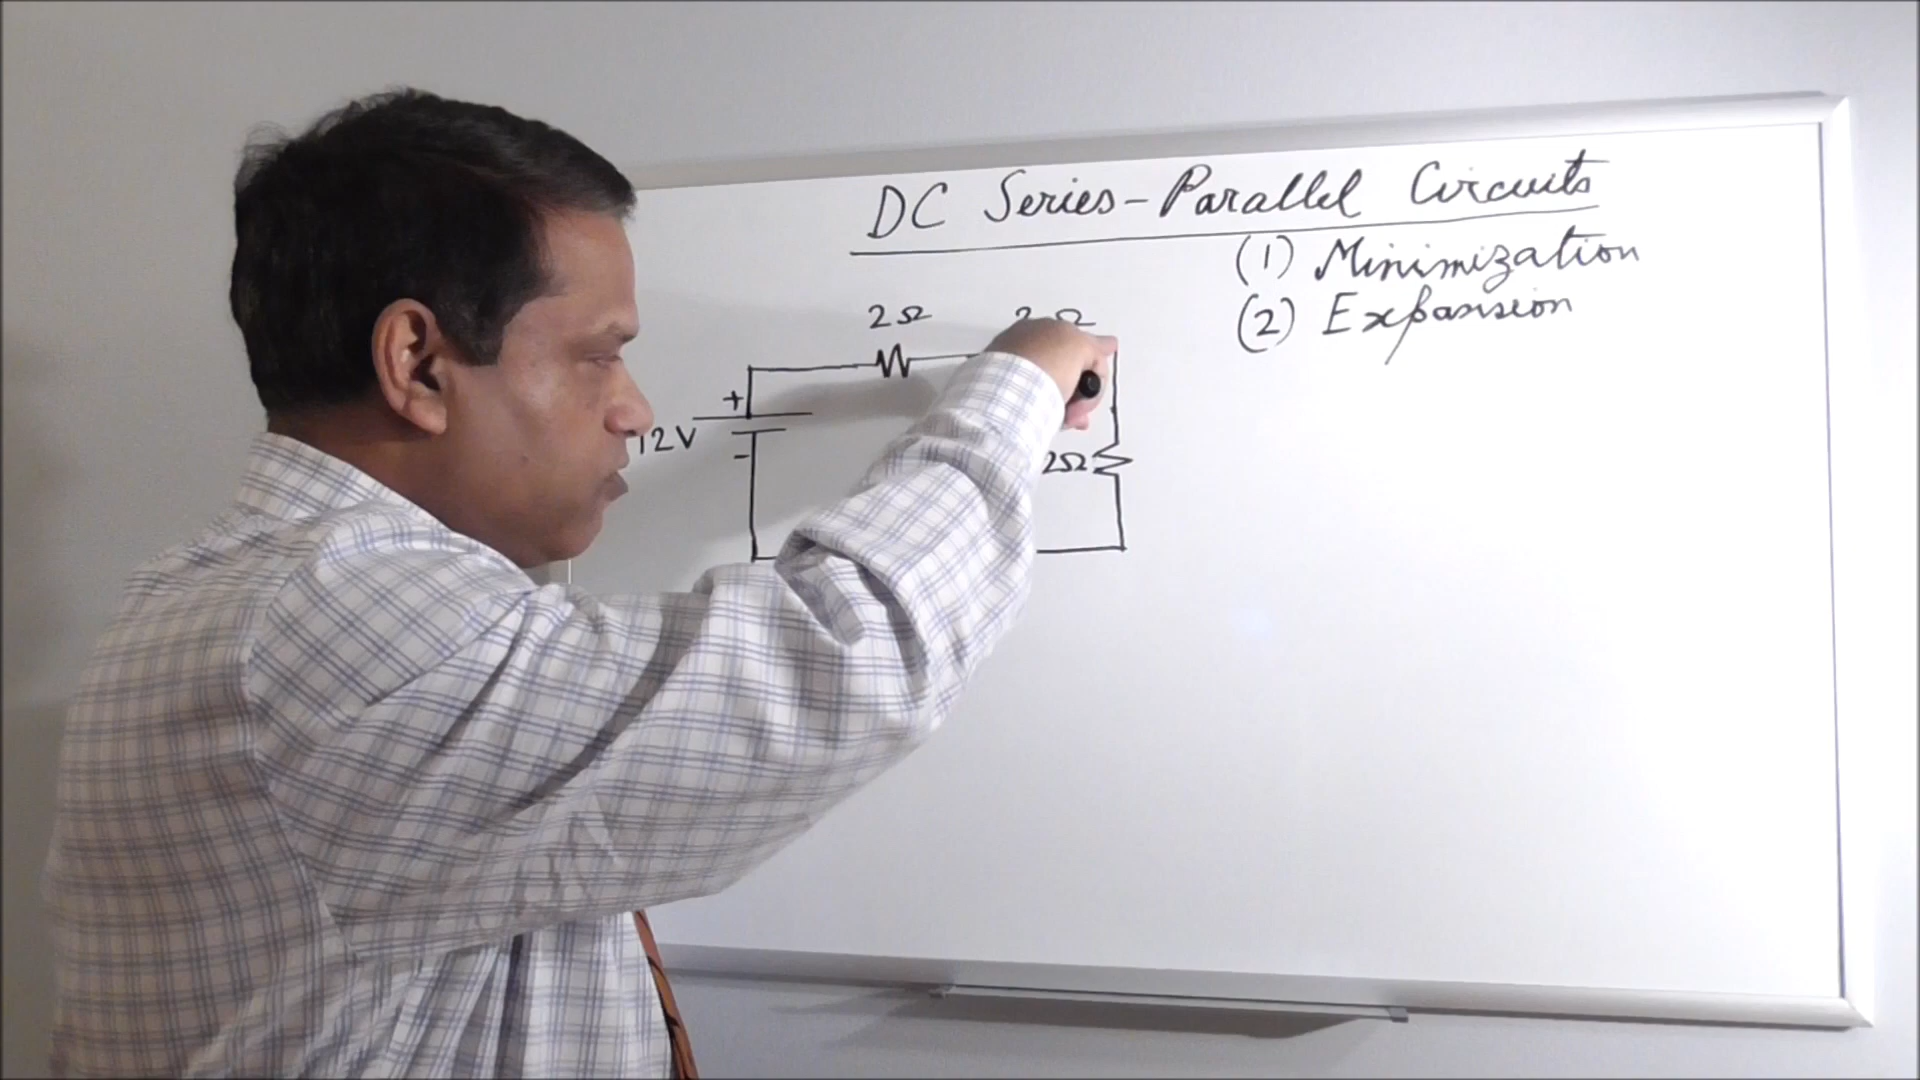 DC Series-Parallel Circuits
(1) Minimization
(2) Expansion
2Ω
+
12V
-
2Ω